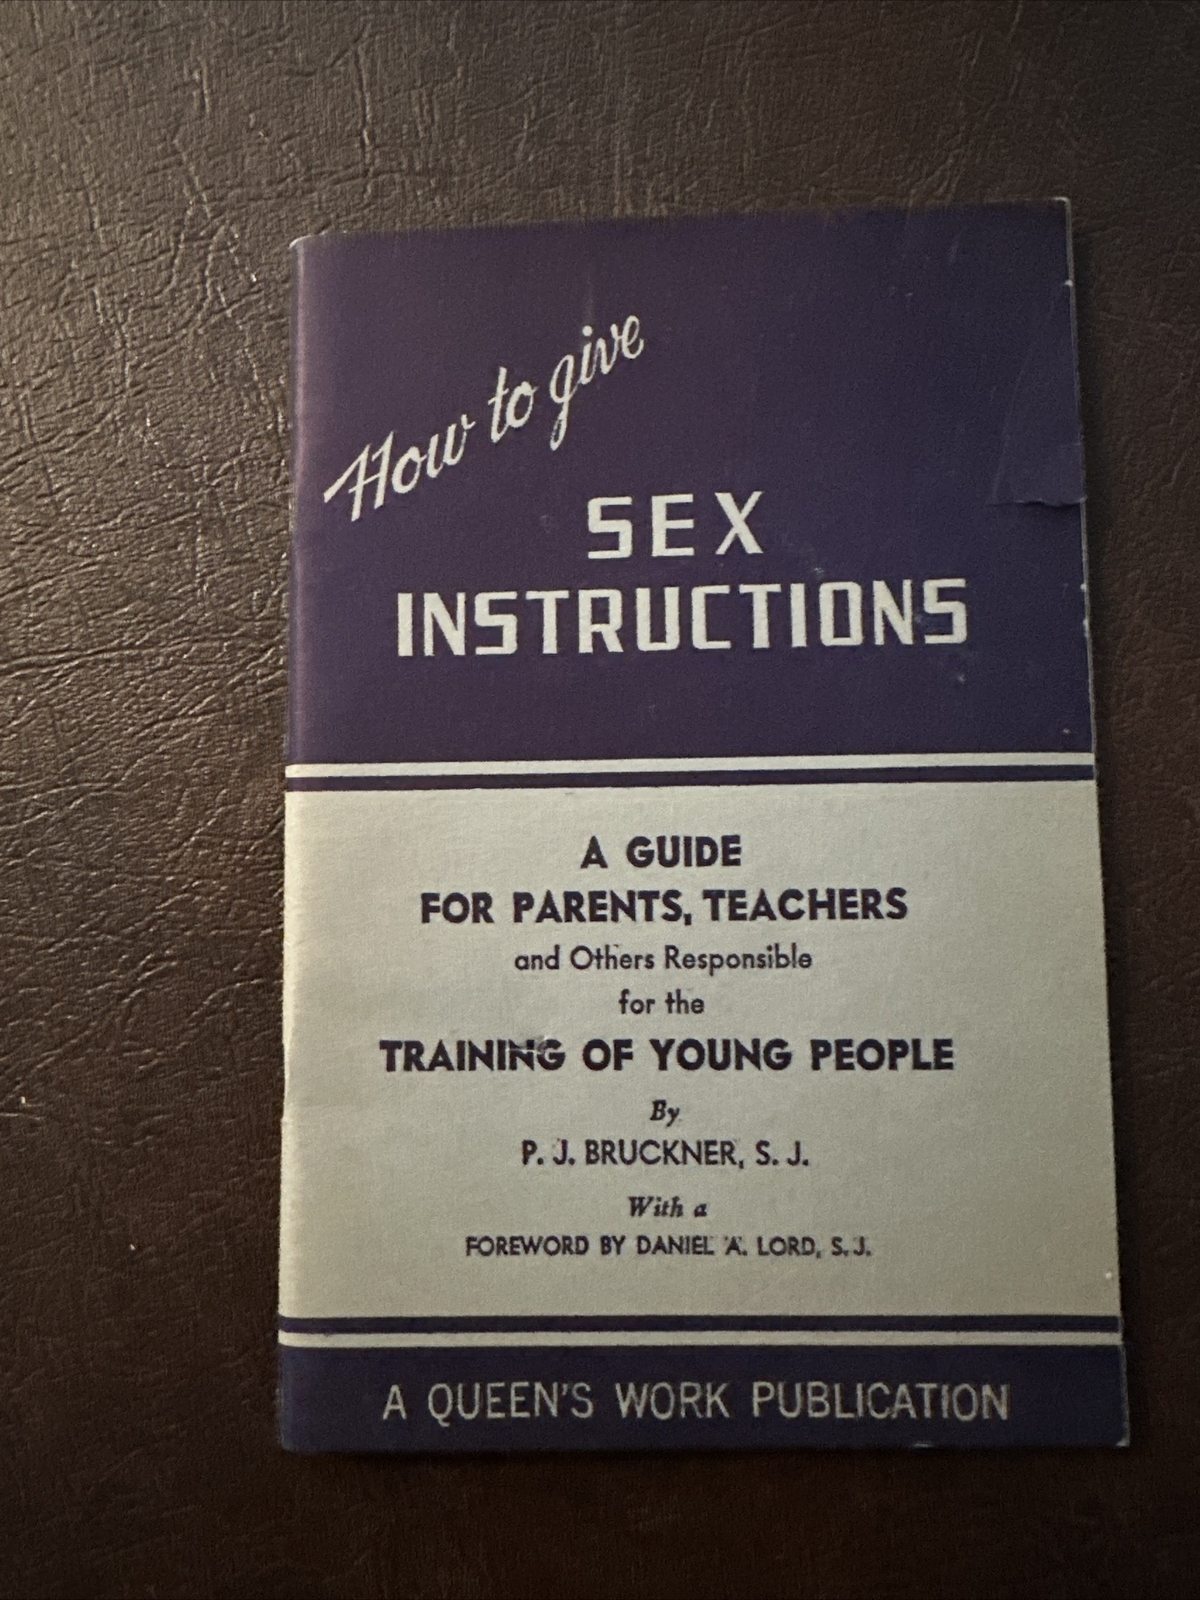 How to give
SEX
INSTRUCTIONS
A GUIDE
FOR PARENTS, TEACHERS
and Others Responsible
for the
TRAINING OF YOUNG PEOPLE
By
P. J. BRUCKNER, S. J.
With a
FOREWORD BY DANIEL A. LORD, S. J.
A QUEEN'S WORK PUBLICATION